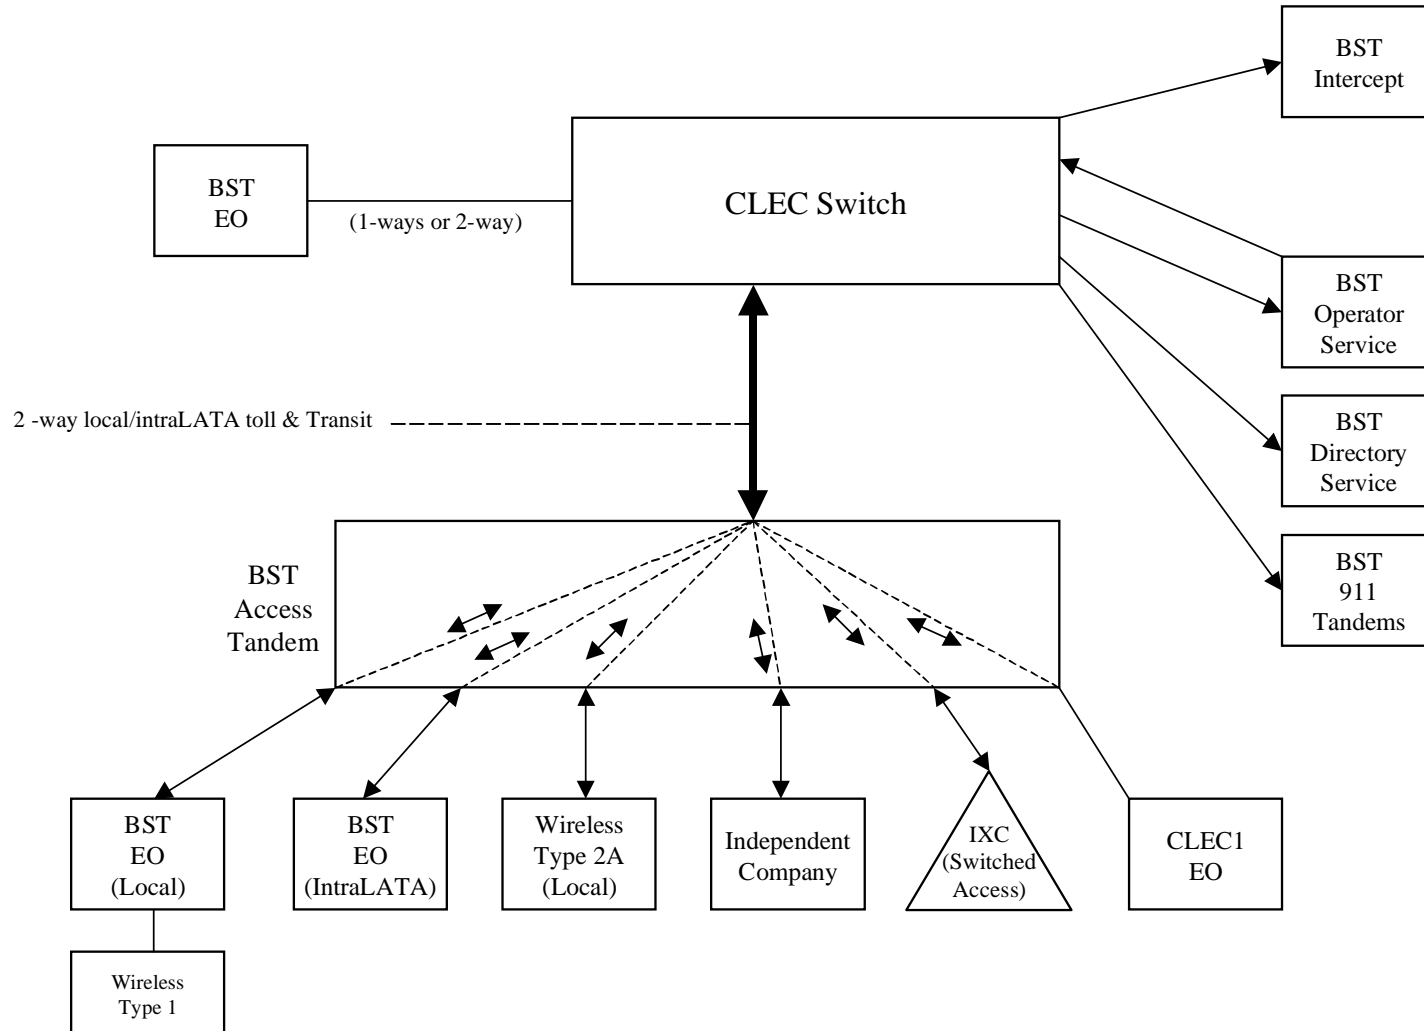 BST
Intercept
BST
EO
(1-ways or 2-way)
CLEC Switch
BST
Operator
Service
2 -way local/intraLATA toll & Transit
BST
Directory
Service
BST
911
Tandems
BST
Access
Tandem
BST
EO
(Local)
BST
EO
(IntraLATA)
Wireless
Type 2A
(Local)
Independent
Company
IXC
(Switched
Access)
CLEC1
EO
Wireless
Type 1